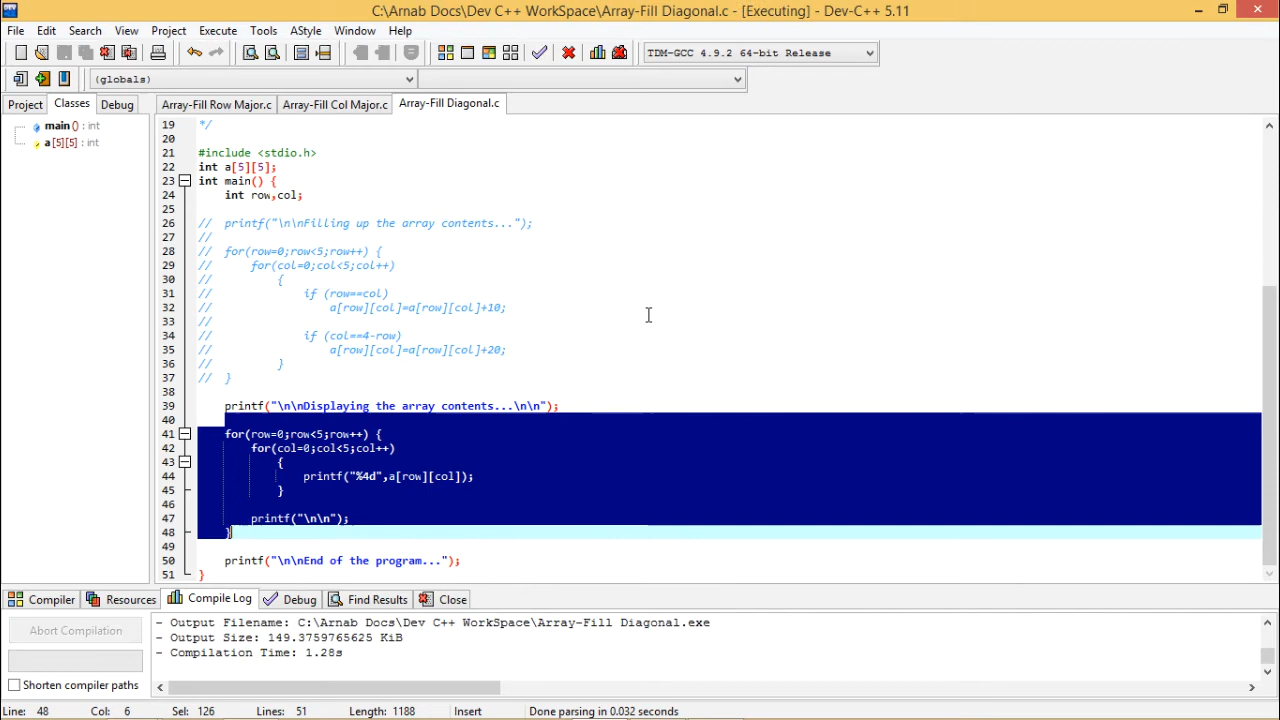 C:\Arnab Docs\Dev C++ WorkSpace\Array-Fill Diagonal.c - [Executing] - Dev-C++ 5.11
File Edit Search View Project Execute Tools AStyle Window Help
TDM-GCC 4.9.2 64-bit Release
(globals)
Project Classes Debug Array-Fill Row Major.c Array-Fill Col Major.c Array-Fill Diagonal.c
main () : int
a [5][5] : int
19 */
20
21 #include <stdio.h>
22 int a[5][5];
23 int main() {
24 int row,col;
25
26 // printf("\n\nFilling up the array contents...");
27 //
28 // for(row=0;row<5;row++) {
29 // for(col=0;col<5;col++)
30 // {
31 // if (row==col)
32 // a[row][col]=a[row][col]+10;
33 //
34 // if (col==4-row)
35 // a[row][col]=a[row][col]+20;
36 // }
37 // }
38
39 printf("\n\nDisplaying the array contents...\n\n");
40
41 for(row=0;row<5;row++) {
42 for(col=0;col<5;col++)
43 {
44 printf("%4d",a[row][col]);
45 }
46
47 printf("\n\n");
48 }
49
50 printf("\n\nEnd of the program...");
51 }
Compiler Resources Compile Log Debug Find Results Close
Abort Compilation
Shorten compiler paths
- Output Filename: C:\Arnab Docs\Dev C++ WorkSpace\Array-Fill Diagonal.exe
- Output Size: 149.3759765625 KiB
- Compilation Time: 1.28s
Line: 48 Col: 6 Sel: 126 Lines: 51 Length: 1188 Insert Done parsing in 0.032 seconds